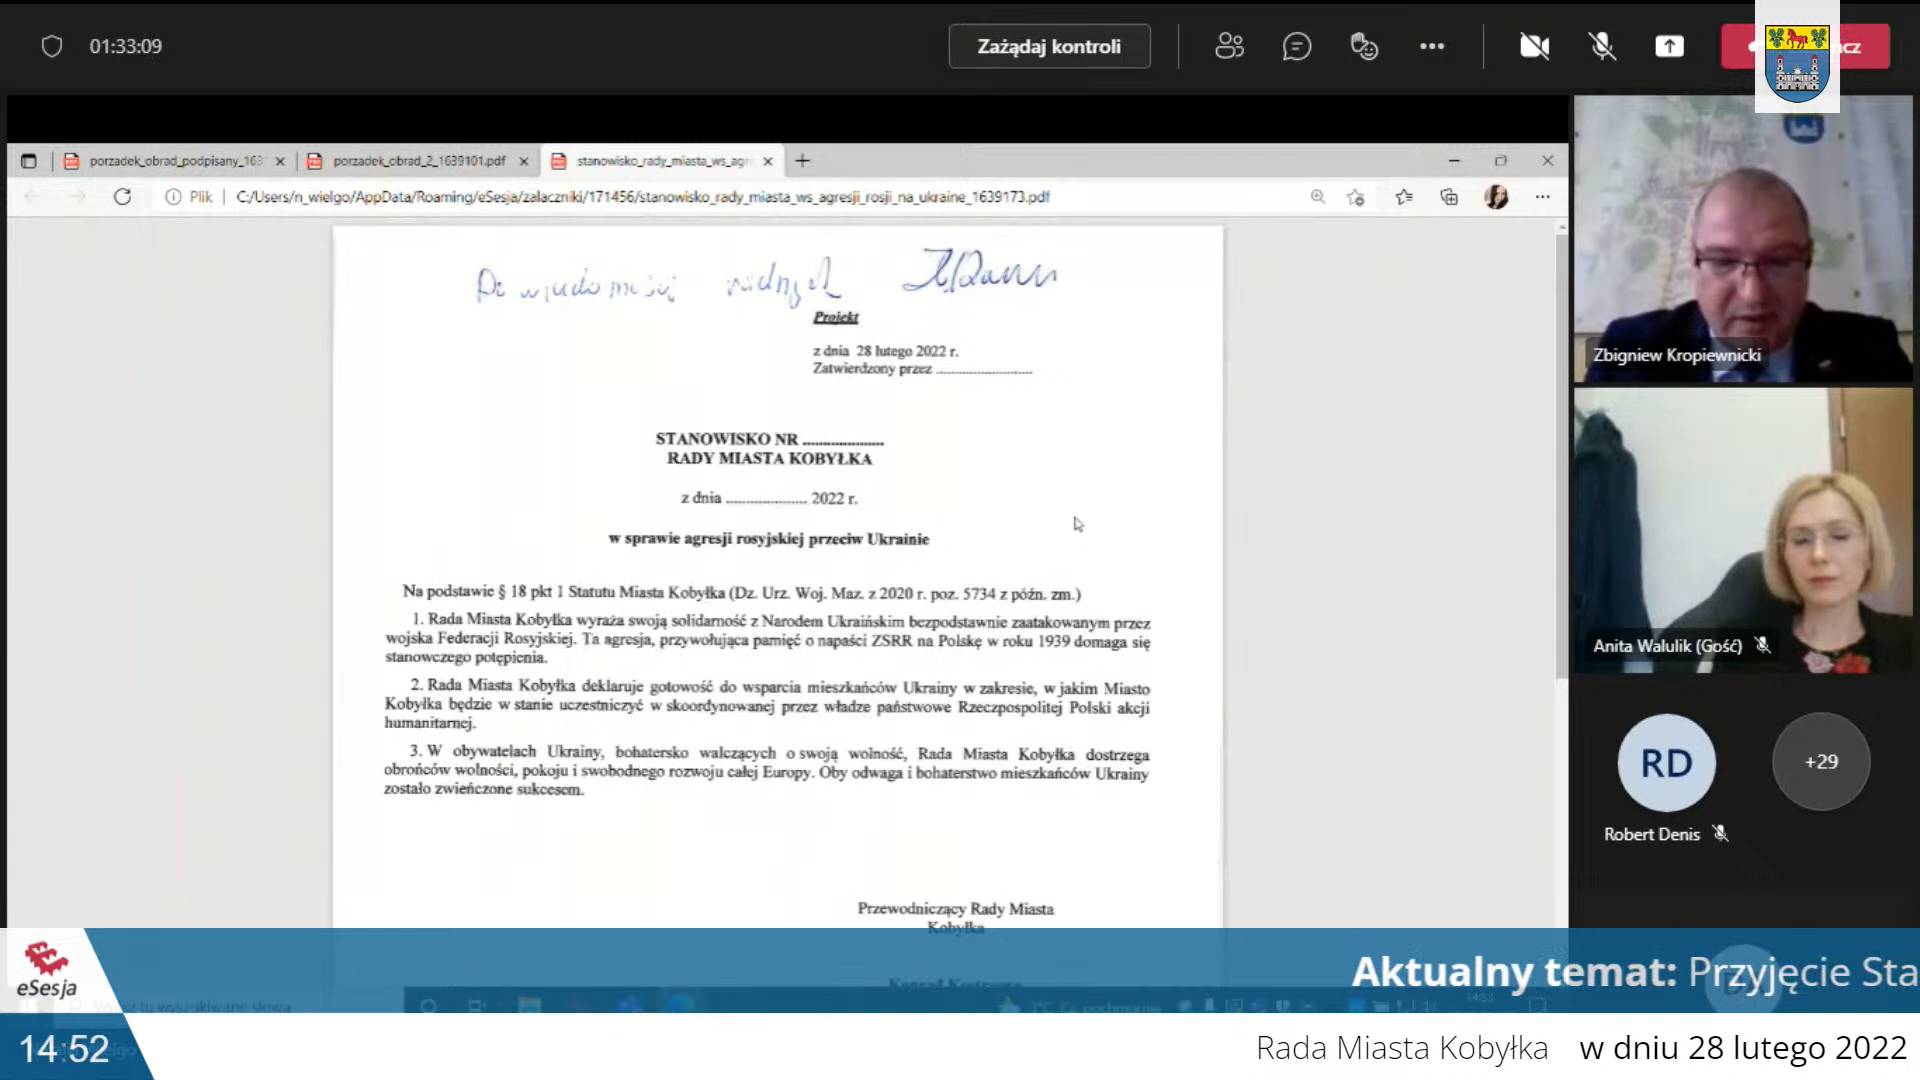 01:33:09
Zażądaj kontroli
porzadek_obrad_podpisany_163
porzadek_obrad_2_1639101.pdf
stanowisko_rady_miasta_ws_agr
Plik
C:/Users/n_wielgo/AppData/Roaming/eSesja/zalaczniki/171456/stanowisko_rady_miasta_ws_agresji_rosji_na_ukraine_1639173.pdf
Do wiadomości radnych
Projekt
z dnia 28 lutego 2022 r.
Zatwierdzony przez ........................
STANOWISKO NR ....................
RADY MIASTA KOBYŁKA
z dnia .................... 2022 r.
w sprawie agresji rosyjskiej przeciw Ukrainie
Na podstawie § 18 pkt 1 Statutu Miasta Kobyłka (Dz. Urz. Woj. Maz. z 2020 r. poz. 5734 z późn. zm.)
1. Rada Miasta Kobyłka wyraża swoją solidarność z Narodem Ukraińskim bezpodstawnie zaatakowanym przez
wojska Federacji Rosyjskiej. Ta agresja, przywołująca pamięć o napaści ZSRR na Polskę w roku 1939 domaga się
stanowczego potępienia.
2. Rada Miasta Kobyłka deklaruje gotowość do wsparcia mieszkańców Ukrainy w zakresie, w jakim Miasto
Kobyłka będzie w stanie uczestniczyć w skoordynowanej przez władze państwowe Rzeczpospolitej Polski akcji
humanitarnej.
3. W obywatelach Ukrainy, bohatersko walczących o swoją wolność, Rada Miasta Kobyłka dostrzega
obrońców wolności, pokoju i swobodnego rozwoju całej Europy. Oby odwaga i bohaterstwo mieszkańców Ukrainy
zostało zwieńczone sukcesem.
Przewodniczący Rady Miasta
Kobyłka
Zbigniew Kropiewnicki
Anita Walulik (Gość)
RD
+29
Robert Denis
eSesja
Aktualny temat: Przyjęcie Sta
14:52
Rada Miasta Kobyłka w dniu 28 lutego 2022